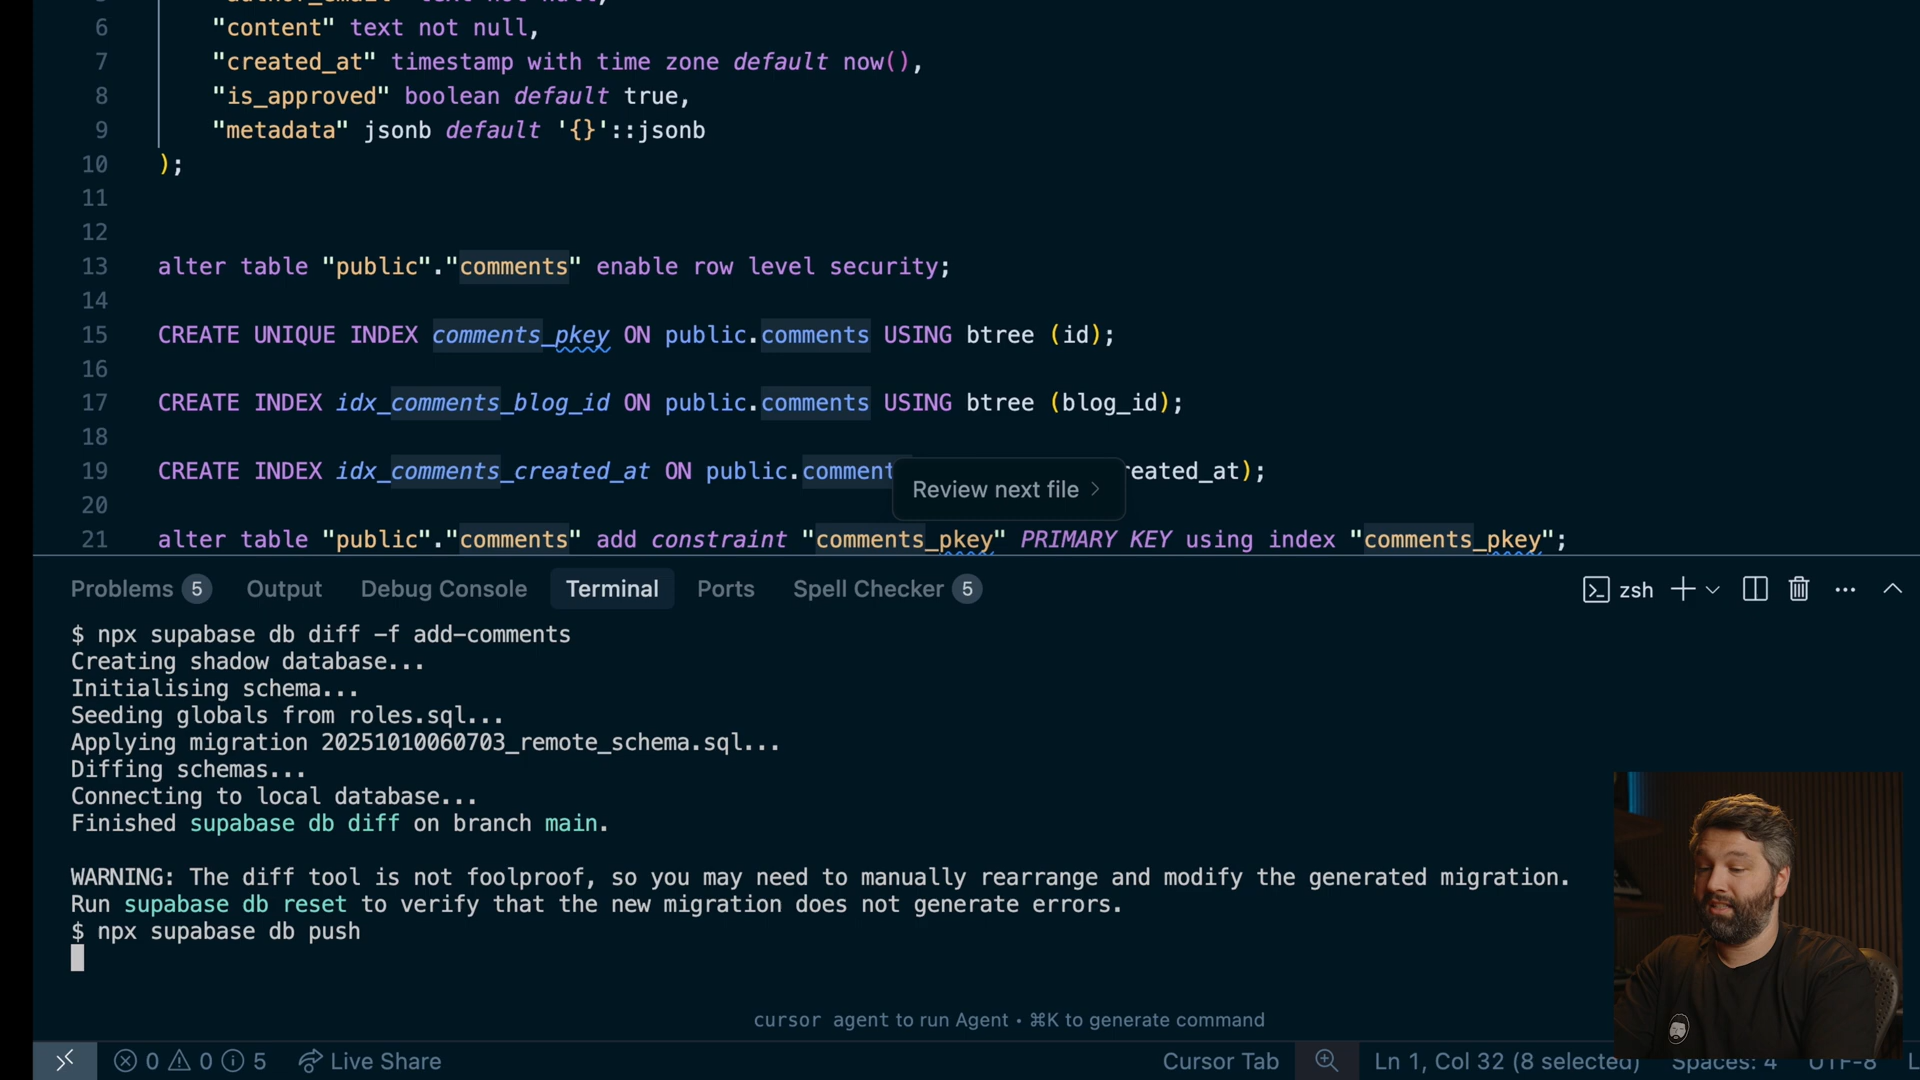 6 "content" text not null,
7 "created_at" timestamp with time zone default now(),
8 "is_approved" boolean default true,
9 "metadata" jsonb default '{}'::jsonb
10 );
11
12
13 alter table "public"."comments" enable row level security;
14
15 CREATE UNIQUE INDEX comments_pkey ON public.comments USING btree (id);
16
17 CREATE INDEX idx_comments_blog_id ON public.comments USING btree (blog_id);
18
19 CREATE INDEX idx_comments_created_at ON public.comment reated_at);
Review next file
20
21 alter table "public"."comments" add constraint "comments_pkey" PRIMARY KEY using index "comments_pkey";
Problems 5 Output Debug Console Terminal Ports Spell Checker 5 zsh
$ npx supabase db diff -f add-comments
Creating shadow database...
Initialising schema...
Seeding globals from roles.sql...
Applying migration 20251010060703_remote_schema.sql...
Diffing schemas...
Connecting to local database...
Finished supabase db diff on branch main.
WARNING: The diff tool is not foolproof, so you may need to manually rearrange and modify the generated migration.
Run supabase db reset to verify that the new migration does not generate errors.
$ npx supabase db push
cursor agent to run Agent • ⌘K to generate command
0 0 5 Live Share Cursor Tab Ln 1, Col 32 (8 selected) Spaces: 4 UTF-8